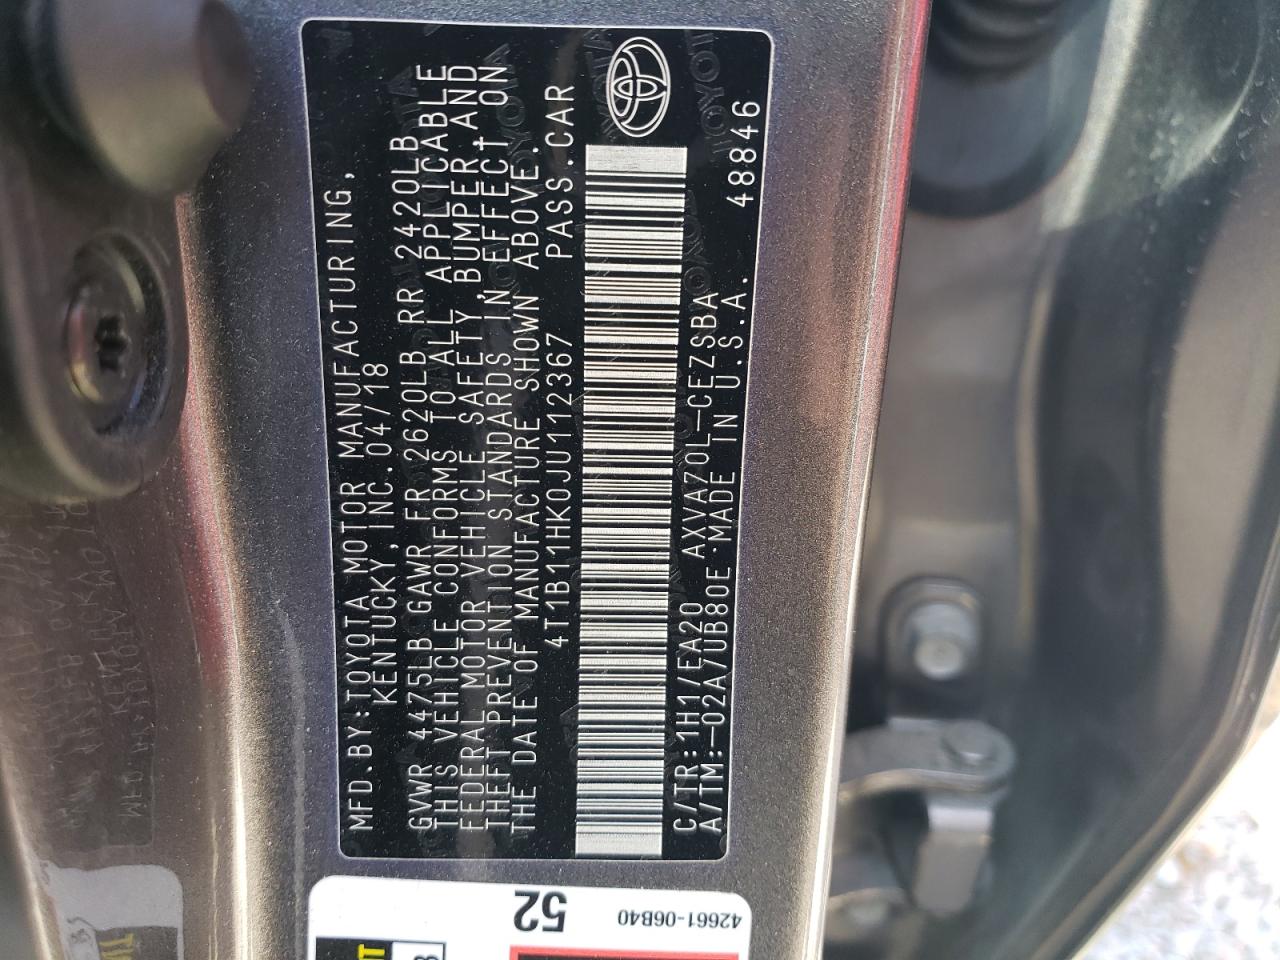 MFD.BY:TOYOTA MOTOR MANUFACTURING,
KENTUCKY,INC.04/18
GVWR 4475LB GAWR FR 2620LB RR 2420LB
THIS VEHICLE CONFORMS TO ALL APPLICABLE
FEDERAL MOTOR VEHICLE SAFETY,BUMPER,AND
THEFT PREVENTION STANDARDS IN EFFECT ON
THE DATE OF MANUFACTURE SHOWN ABOVE.
4T1B11HK0JU112367 PASS.CAR
C/TR:1H1/EA20 AXVA70L-CEZSBA
A/TM:-02A/UB80E MADE IN U.S.A. 48846
52
42661-06B40